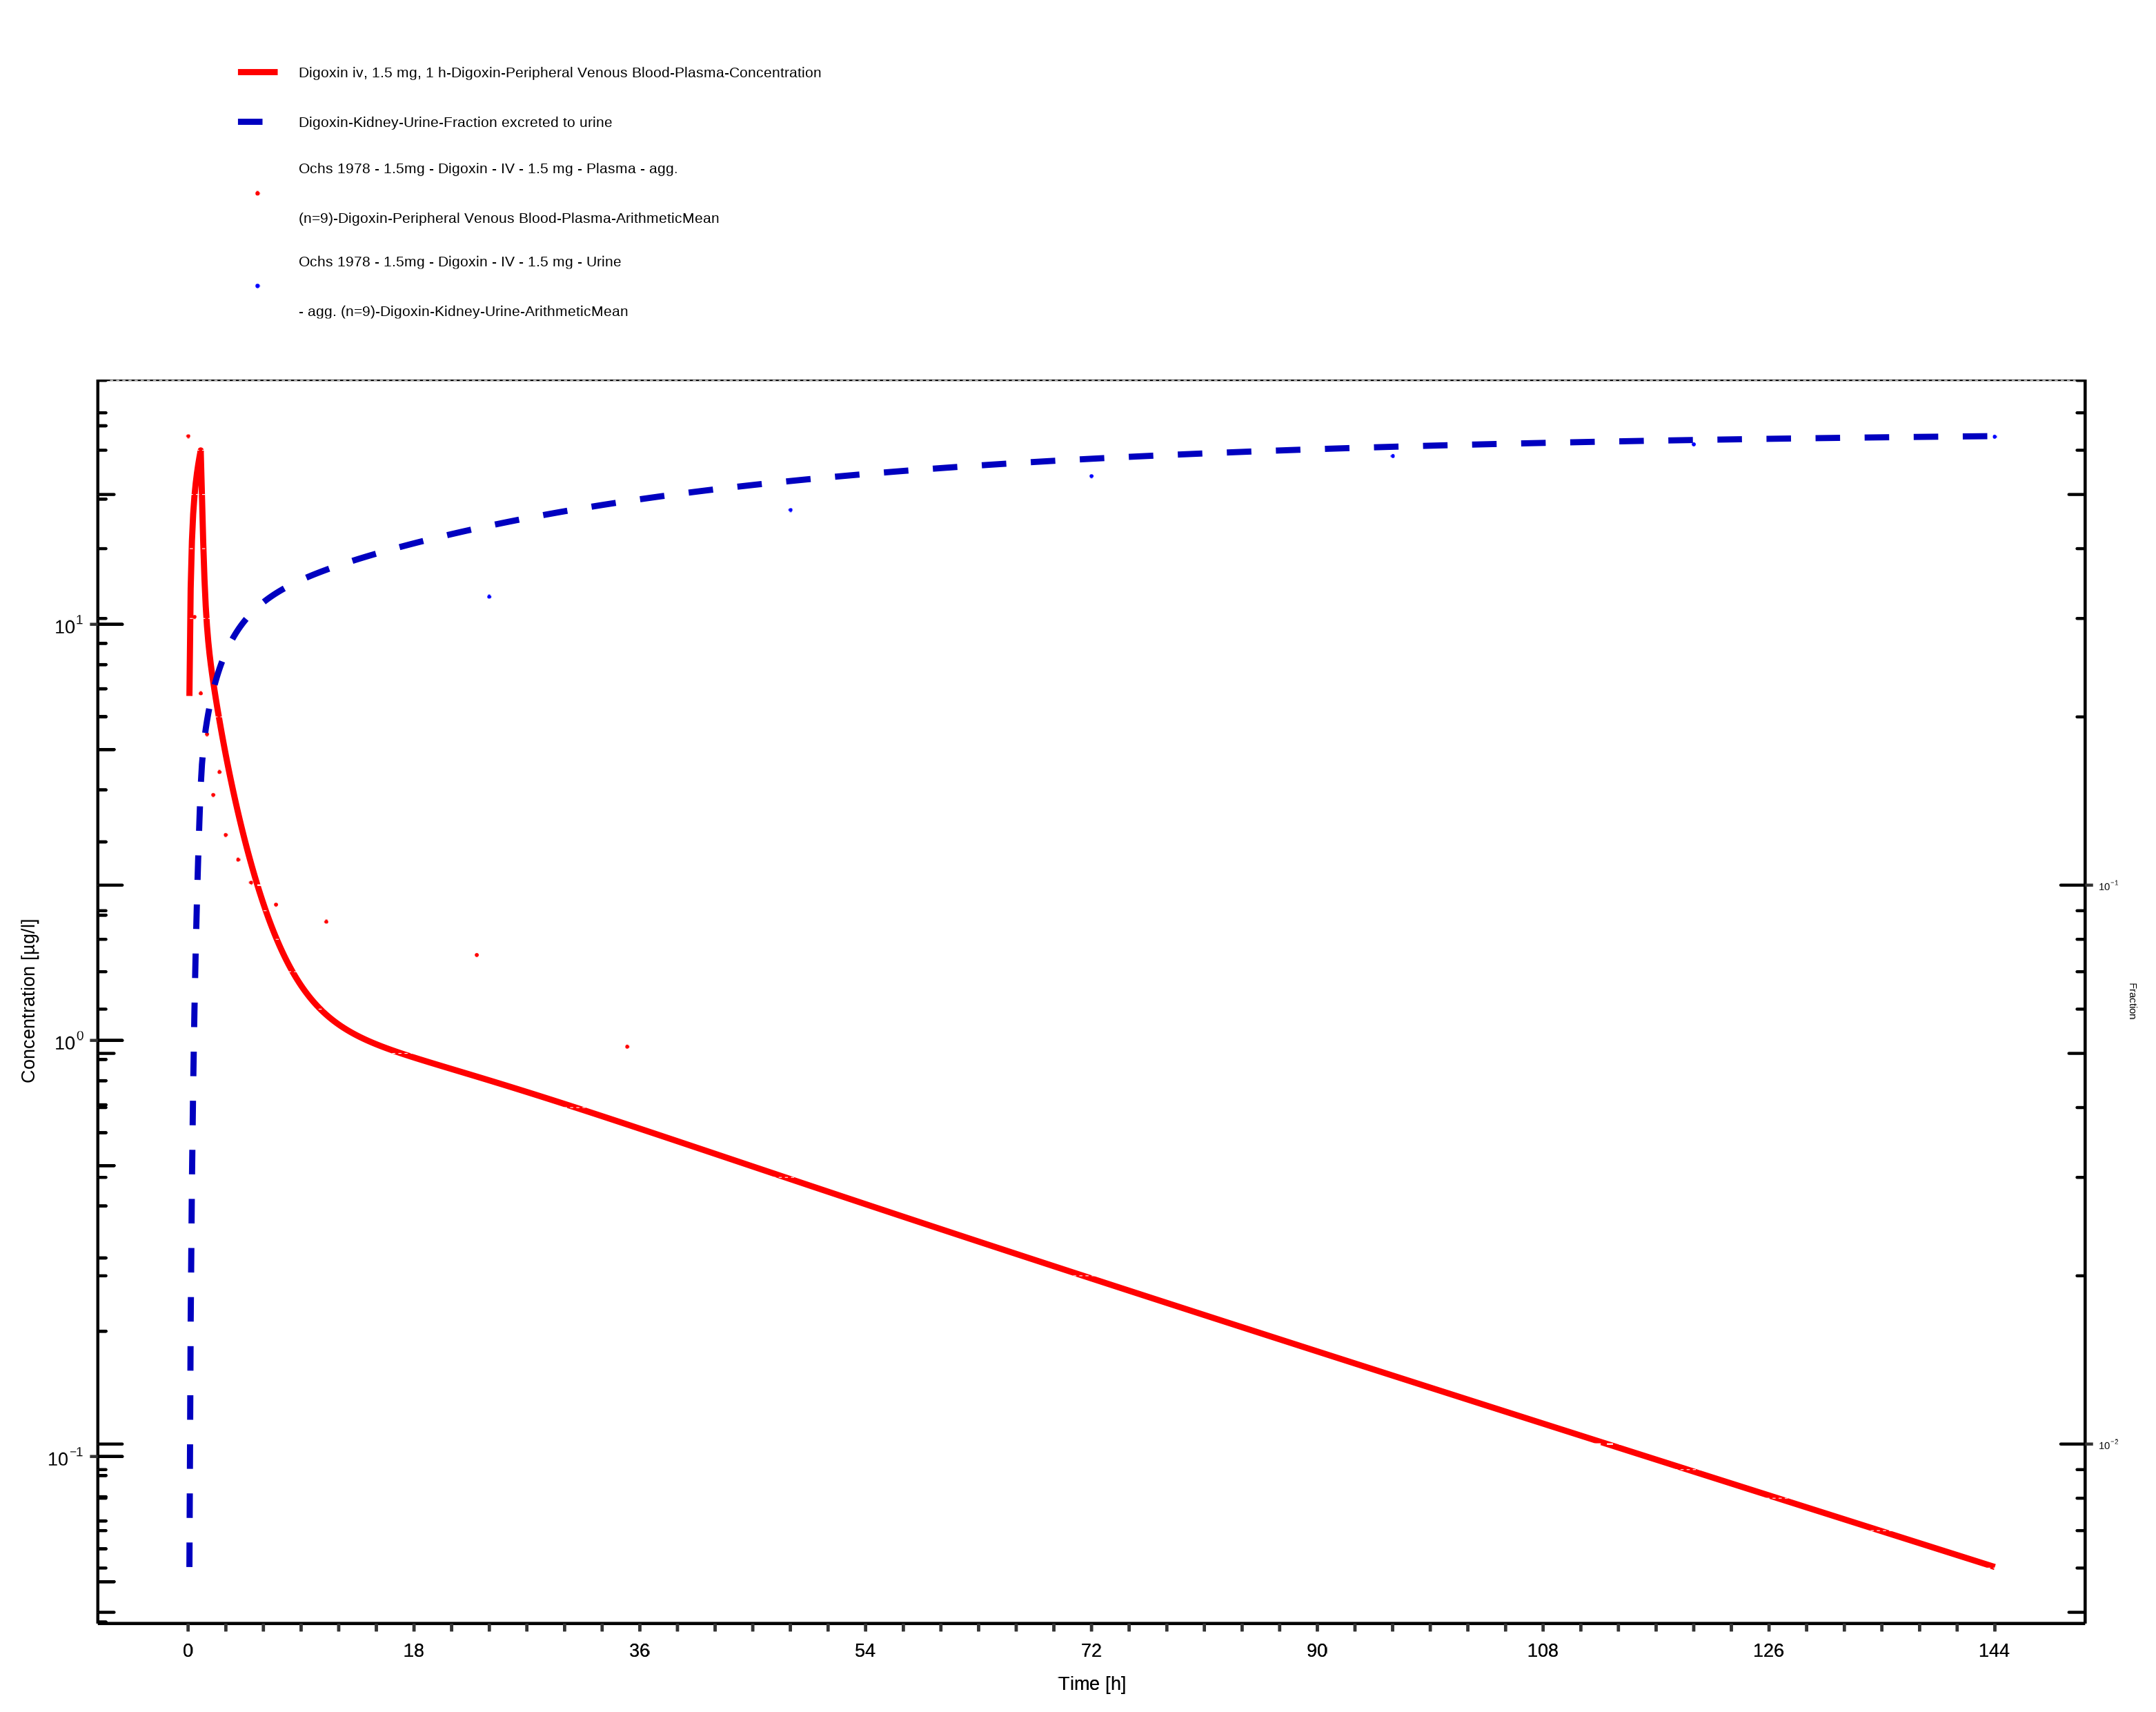 Digoxin iv, 1.5 mg, 1 h-Digoxin-Peripheral Venous Blood-Plasma-Concentration
Digoxin-Kidney-Urine-Fraction excreted to urine
Ochs 1978 - 1.5mg - Digoxin - IV - 1.5 mg - Plasma - agg.
(n=9)-Digoxin-Peripheral Venous Blood-Plasma-ArithmeticMean
Ochs 1978 - 1.5mg - Digoxin - IV - 1.5 mg - Urine
- agg. (n=9)-Digoxin-Kidney-Urine-ArithmeticMean
10¹
10⁰
10⁻¹
Concentration [µg/l]
10⁻¹
10⁻²
Fraction
0 18 36 54 72 90 108 126 144
Time [h]